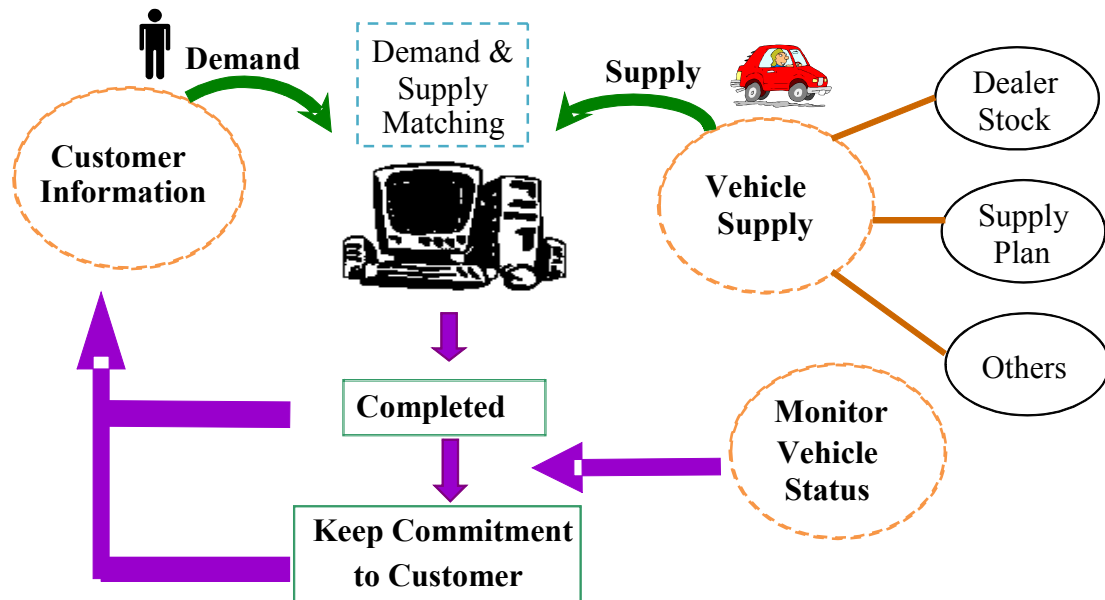 Demand
Demand &
Supply
Matching
Supply
Dealer
Stock
Customer
Information
Vehicle
Supply
Supply
Plan
Others
Completed
Monitor
Vehicle
Status
Keep Commitment
to Customer